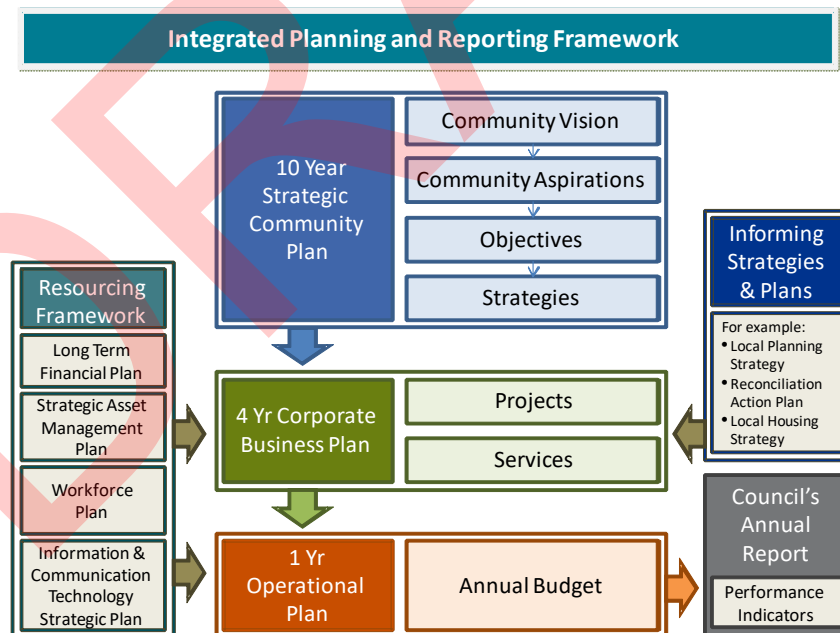 Integrated Planning and Reporting Framework
10 Year
Strategic
Community
Plan
Community Vision
Community Aspirations
Objectives
Strategies
Resourcing
Framework
Long Term
Financial Plan
Strategic Asset
Management
Plan
Workforce
Plan
Information &
Communication
Technology
Strategic Plan
4 Yr Corporate
Business Plan
Projects
Services
1 Yr
Operational
Plan
Annual Budget
Informing
Strategies
& Plans
For example:
• Local Planning
Strategy
• Reconciliation
Action Plan
• Local Housing
Strategy
Council's
Annual
Report
Performance
Indicators